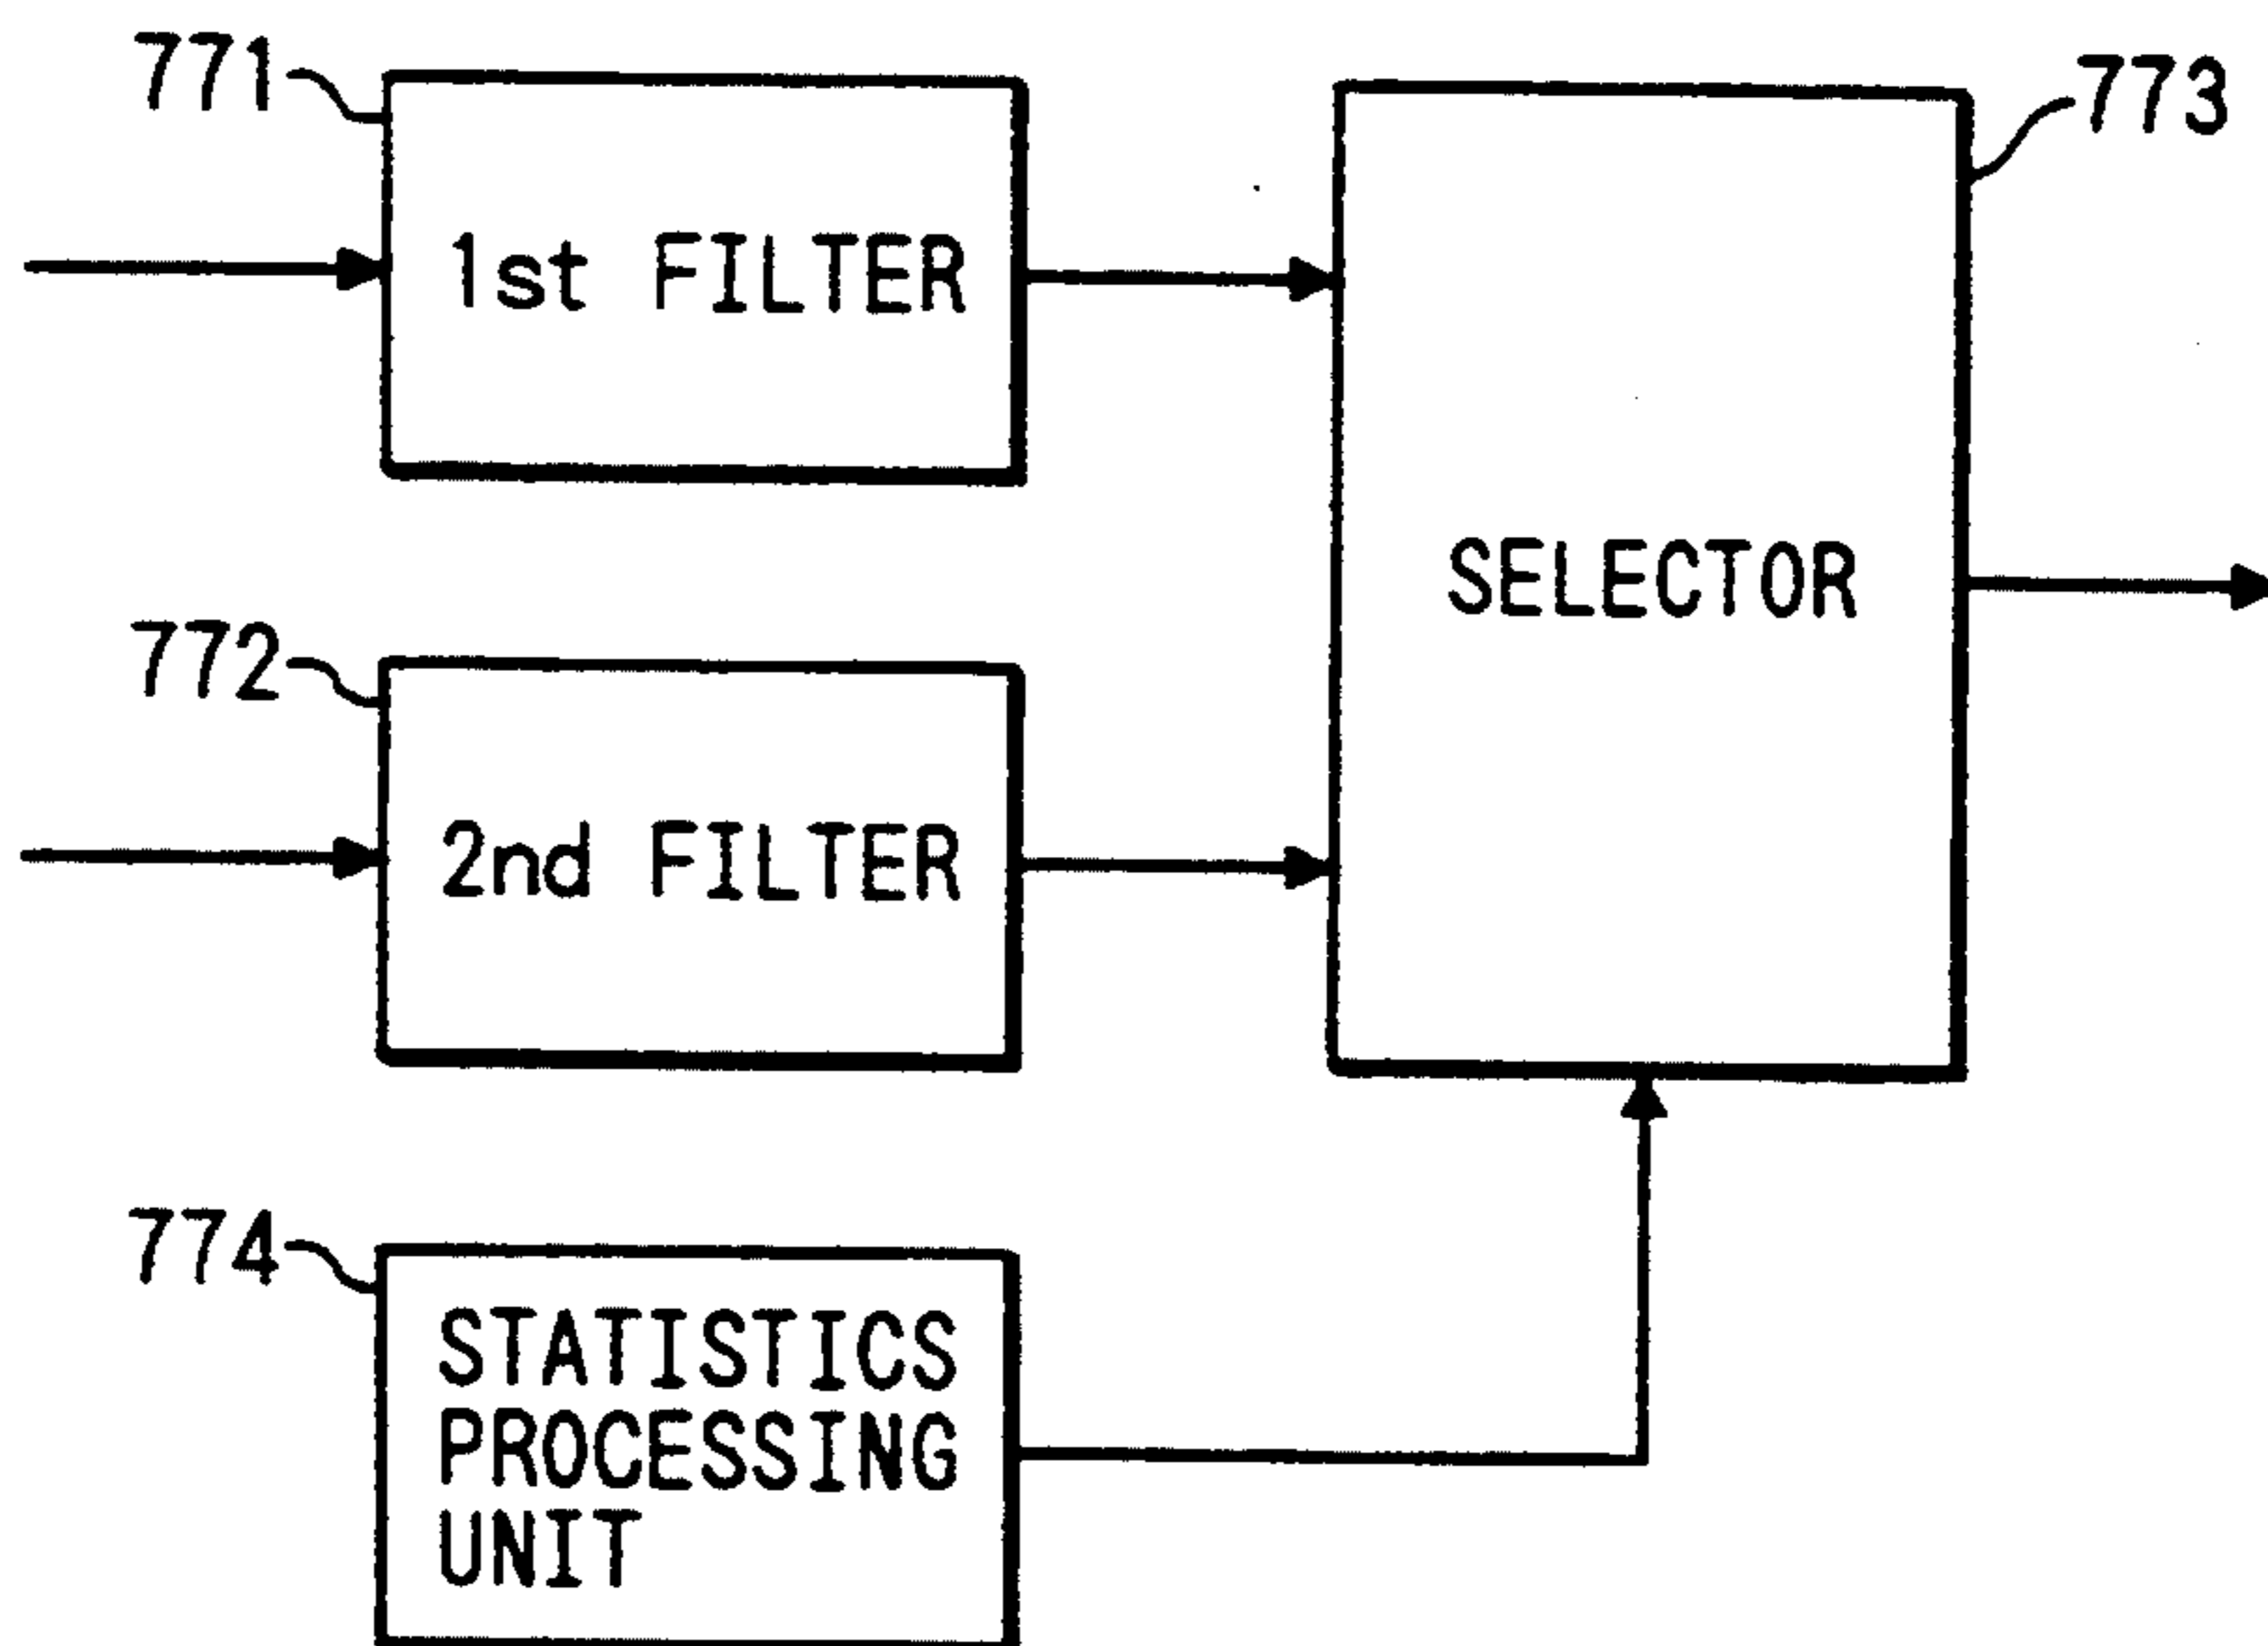 771
1st FILTER
773
SELECTOR
772
2nd FILTER
774
STATISTICS
PROCESSING
UNIT